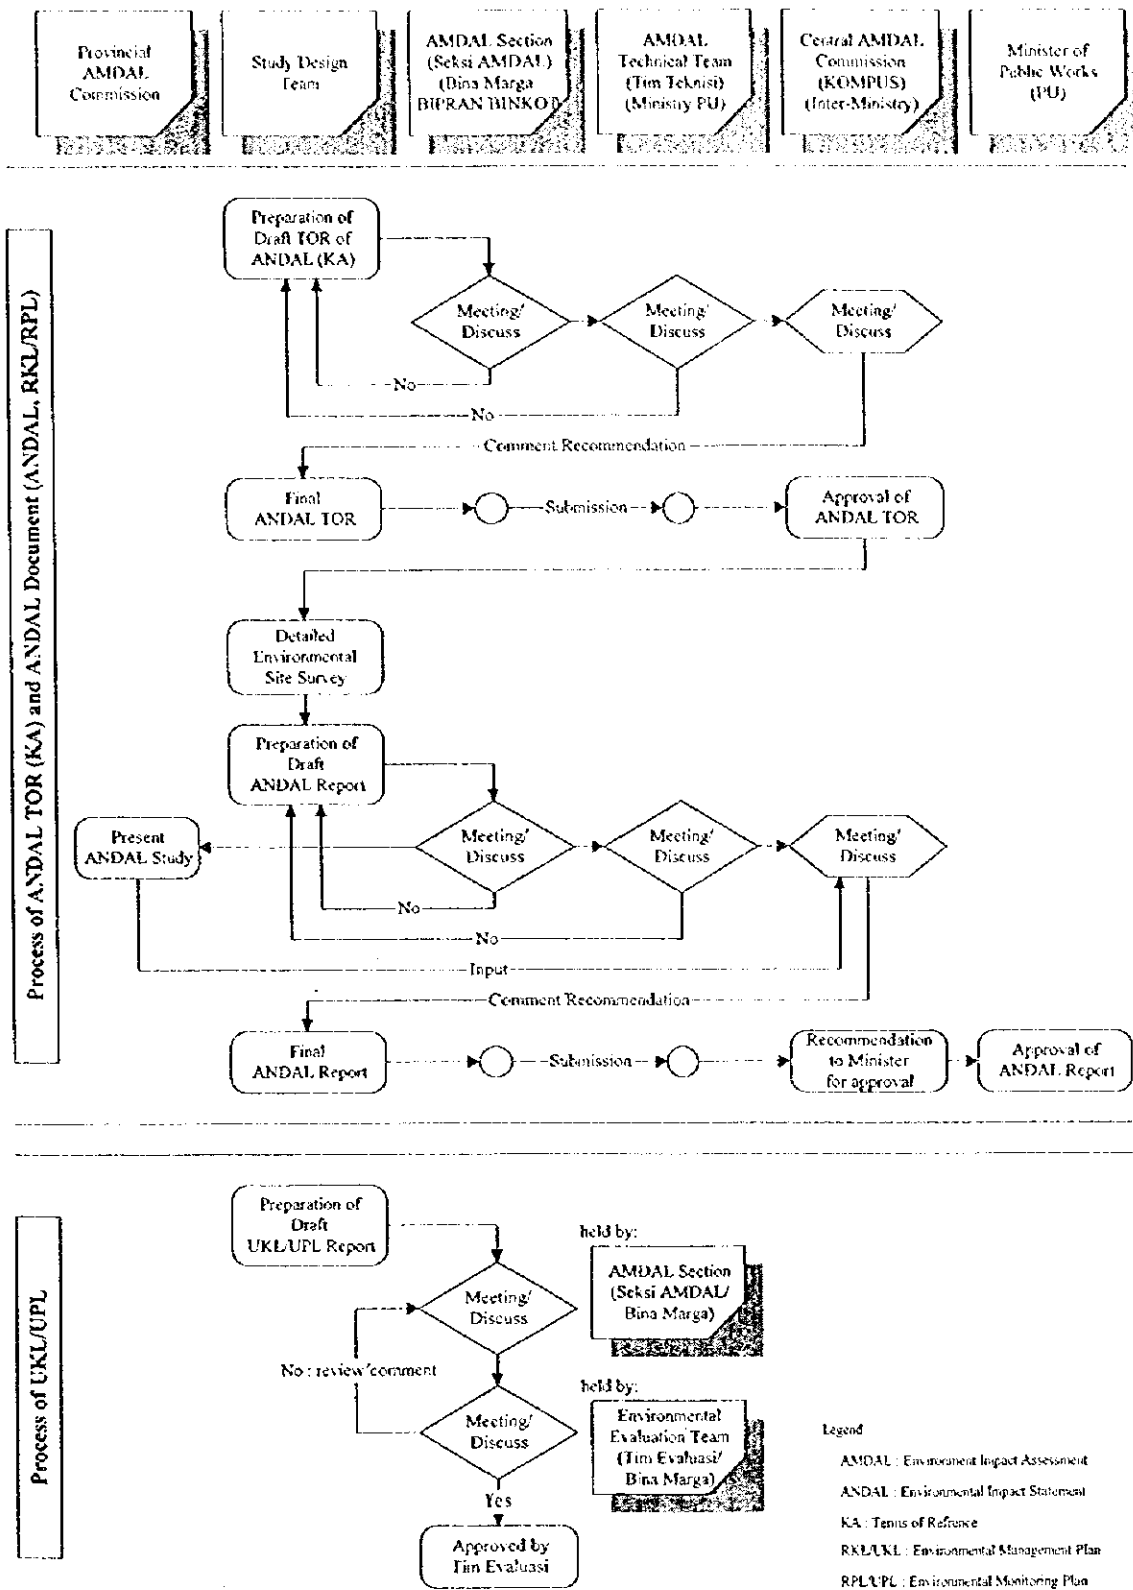 Provincial
AMDAL
Commission
Study Design
Team
AMDAL Section
(Seksi AMDAL)
(Bina Marga
BIPRAN BINKOT)
AMDAL
Technical Team
(Tim Teknisi)
(Ministry PU)
Central AMDAL
Commission
(KOMPUS)
(Inter-Ministry)
Minister of
Public Works
(PU)
Process of ANDAL TOR (KA) and ANDAL Document (ANDAL, RKL/RPL)
Preparation of
Draft TOR of
ANDAL (KA)
Meeting/
Discuss
Meeting/
Discuss
Meeting/
Discuss
No
No
Comment Recommendation
Final
ANDAL TOR
Submission
Approval of
ANDAL TOR
Detailed
Environmental
Site Survey
Preparation of
Draft
ANDAL Report
Present
ANDAL Study
Meeting/
Discuss
Meeting/
Discuss
Meeting/
Discuss
No
No
Input
Comment Recommendation
Final
ANDAL Report
Submission
Recommendation
to Minister
for approval
Approval of
ANDAL Report
Process of UKL/UPL
Preparation of
Draft
UKL/UPL Report
held by:
AMDAL Section
(Seksi AMDAL/
Bina Marga)
Meeting/
Discuss
No : review/comment
held by:
Environmental
Evaluation Team
(Tim Evaluasi/
Bina Marga)
Meeting/
Discuss
Yes
Approved by
Tim Evaluasi
Legend
AMDAL : Environment Impact Assessment
ANDAL : Environmental Impact Statement
KA : Terms of Refrence
RKL/UKL : Environmental Management Plan
RPL/UPL : Environmental Monitoring Plan